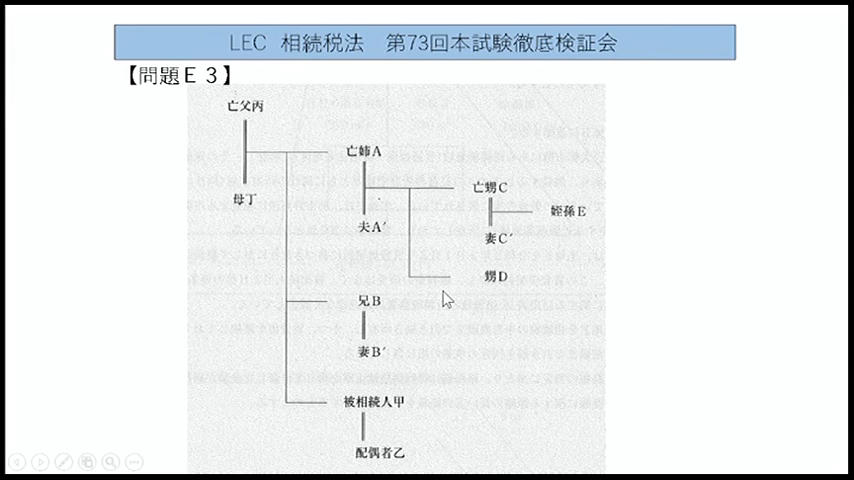 LEC 相続税法 第73回本試験徹底検証会
【問題E3】
亡父丙
亡姉A
亡甥C
姪孫E
母丁
夫A′
妻C′
甥D
兄B
妻B′
被相続人甲
配偶者乙